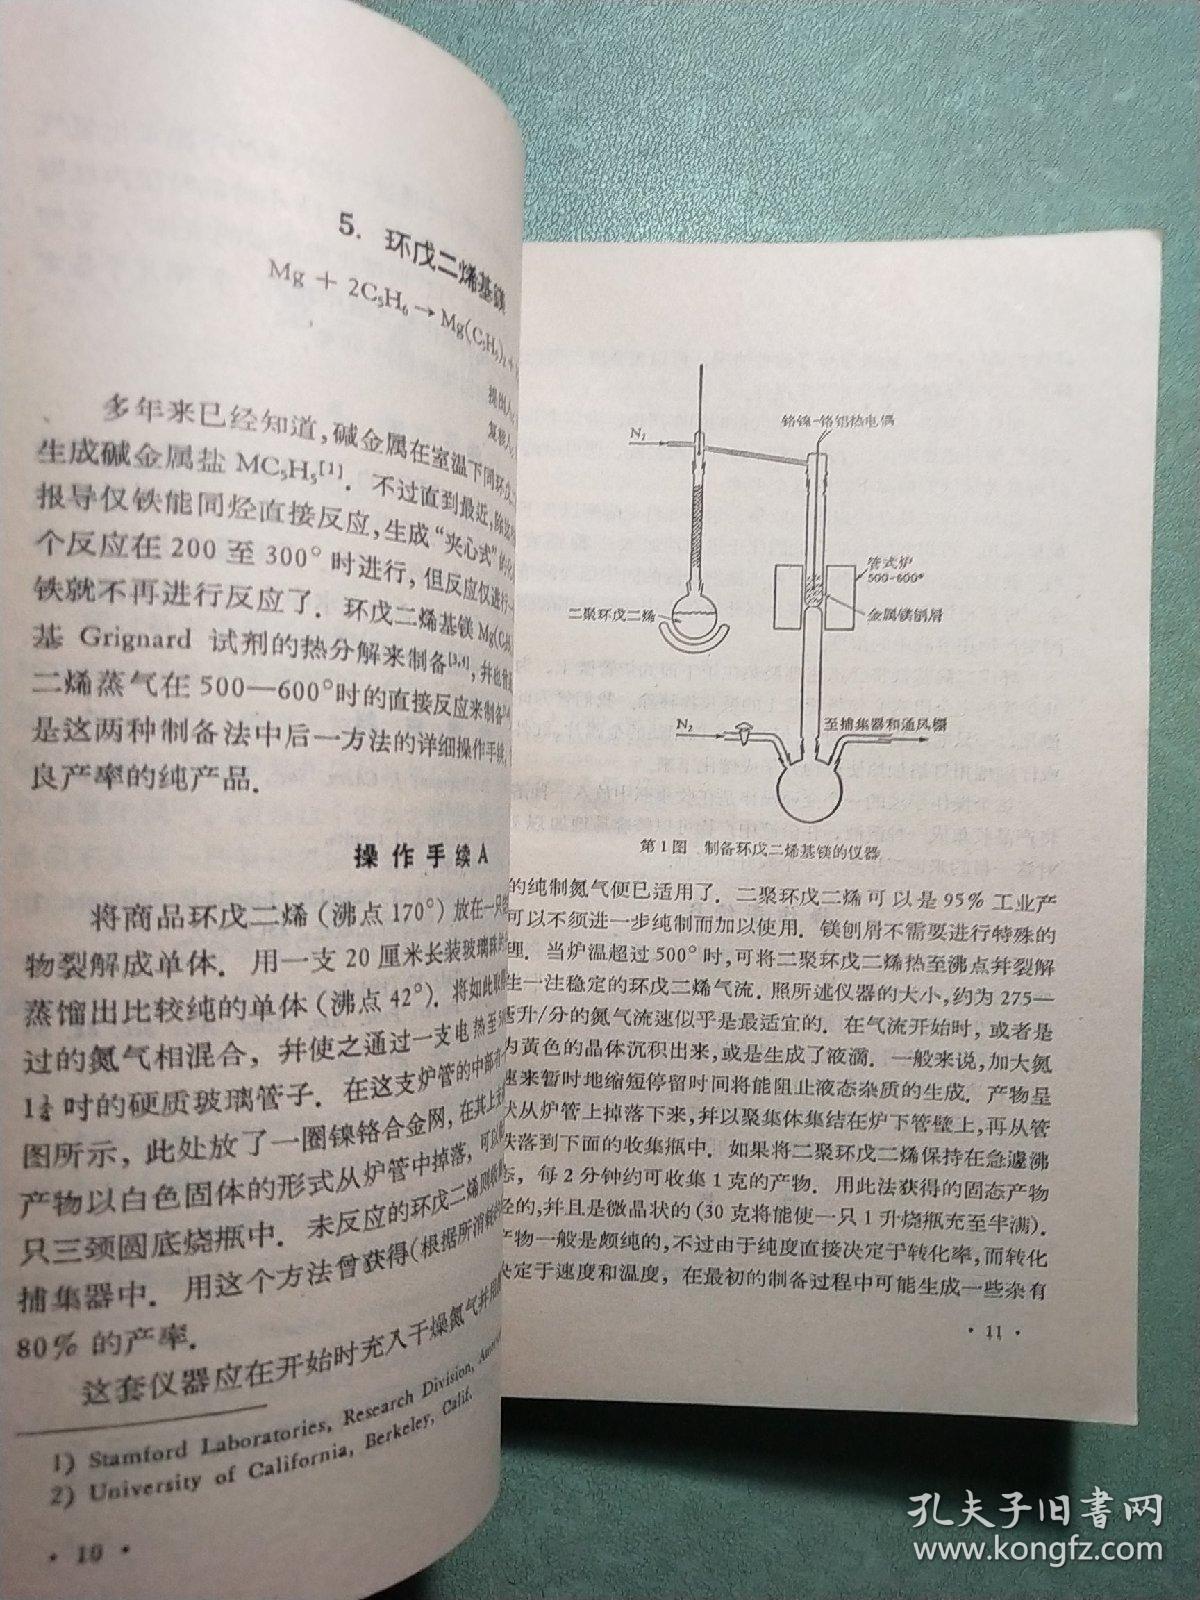 5. 环戊二烯基镁
Mg + 2C₅H₆ → Mg(C₅H₅)₂ +
多年来已经知道，碱金属在室温下同环戊
生成碱金属盐 MC₅H₅[1]. 不过直到最近，除
报导仅铁能同烃直接反应，生成“夹心式”的
个反应在 200 至 300° 时进行，但反应仅进行
铁就不再进行反应了. 环戊二烯基镁 Mg(C₅H
基 Grignard 试剂的热分解来制备[3,4]，并也
二烯蒸气在 500—600°时的直接反应来制备
是这两种制备法中后一方法的详细操作手续，
良产率的纯产品.
操作手续A
将商品环戊二烯（沸点 170°）放在一只
物裂解成单体. 用一支 20 厘米长装玻璃珠的
蒸馏出比较纯的单体（沸点 42°）. 将如此
过的氮气相混合，并使之通过一支电热至
1¼ 吋的硬质玻璃管子. 在这支炉管的中部有
图所示，此处放了一圈镍铬合金网，在其上
产物以白色固体的形式从炉管中掉落，可以
只三颈圆底烧瓶中. 未反应的环戊二烯则
捕集器中. 用这个方法曾获得（根据所消耗
80% 的产率.
这套仪器应在开始时充入干燥氮气并
1) Stamford Laboratories, Research Division,
2) University of California, Berkeley, Calif.
· 10 ·
铬镍-铬铝热电偶
N₂
管式炉
500-600°
二聚环戊二烯
金属镁刨屑
N₂
至捕集器和通风橱
第 1 图 制备环戊二烯基镁的仪器
的纯制氮气便已适用了. 二聚环戊二烯可以是 95% 工业产
可以不须进一步纯制而加以使用. 镁刨屑不需要进行特殊的
理. 当炉温超过 500° 时，可将二聚环戊二烯热至沸点并裂解
生一注稳定的环戊二烯气流. 照所述仪器的大小，约为 275—
升/分的氮气流速似乎是最适宜的. 在气流开始时，或者是
为黄色的晶体沉积出来，或是生成了液滴. 一般来说，加大氮
速来暂时地缩短停留时间将能阻止液态杂质的生成. 产物呈
状从炉管上掉落下来，并以聚集体集结在炉下管壁上，再从管
跌落到下面的收集瓶中. 如果将二聚环戊二烯保持在急遽沸
态，每 2 分钟约可收集 1 克的产物. 用此法获得的固态产物
轻的，并且是微晶状的（30 克将能使一只 1 升烧瓶充至半满）.
产物一般是颇纯的，不过由于纯度直接决定于转化率，而转化
决定于速度和温度，在最初的制备过程中可能生成一些杂有
· 11 ·
孔夫子旧书网
www.kongfz.com